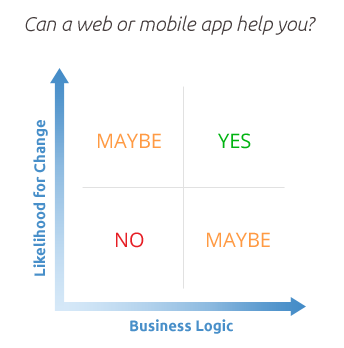 Can a web or mobile app help you?
Likelihood for Change
MAYBE
YES
NO
MAYBE
Business Logic